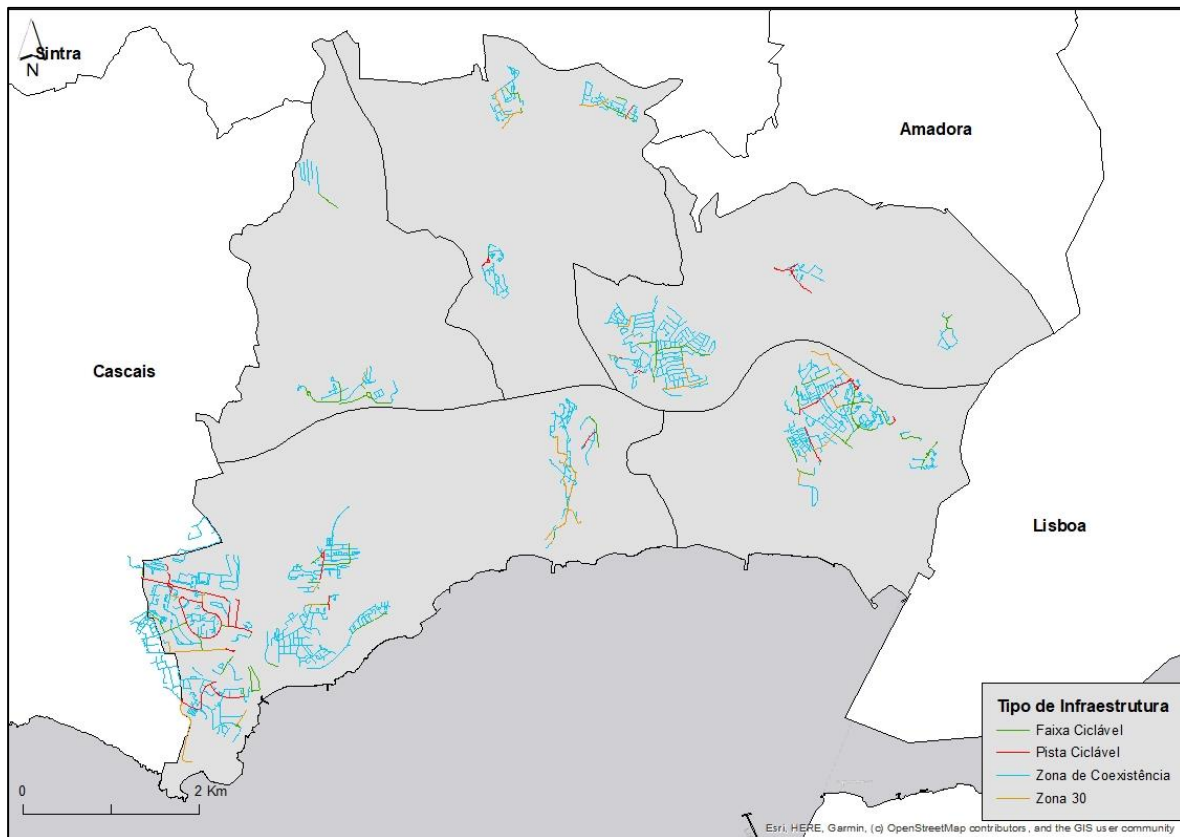 Sintra
N
Amadora
Cascais
Lisboa
Tipo de Infraestrutura
Faixa Ciclável
Pista Ciclável
Zona de Coexistência
Zona 30
0 2 Km
Esri, HERE, Garmin, (c) OpenStreetMap contributors, and the GIS user community